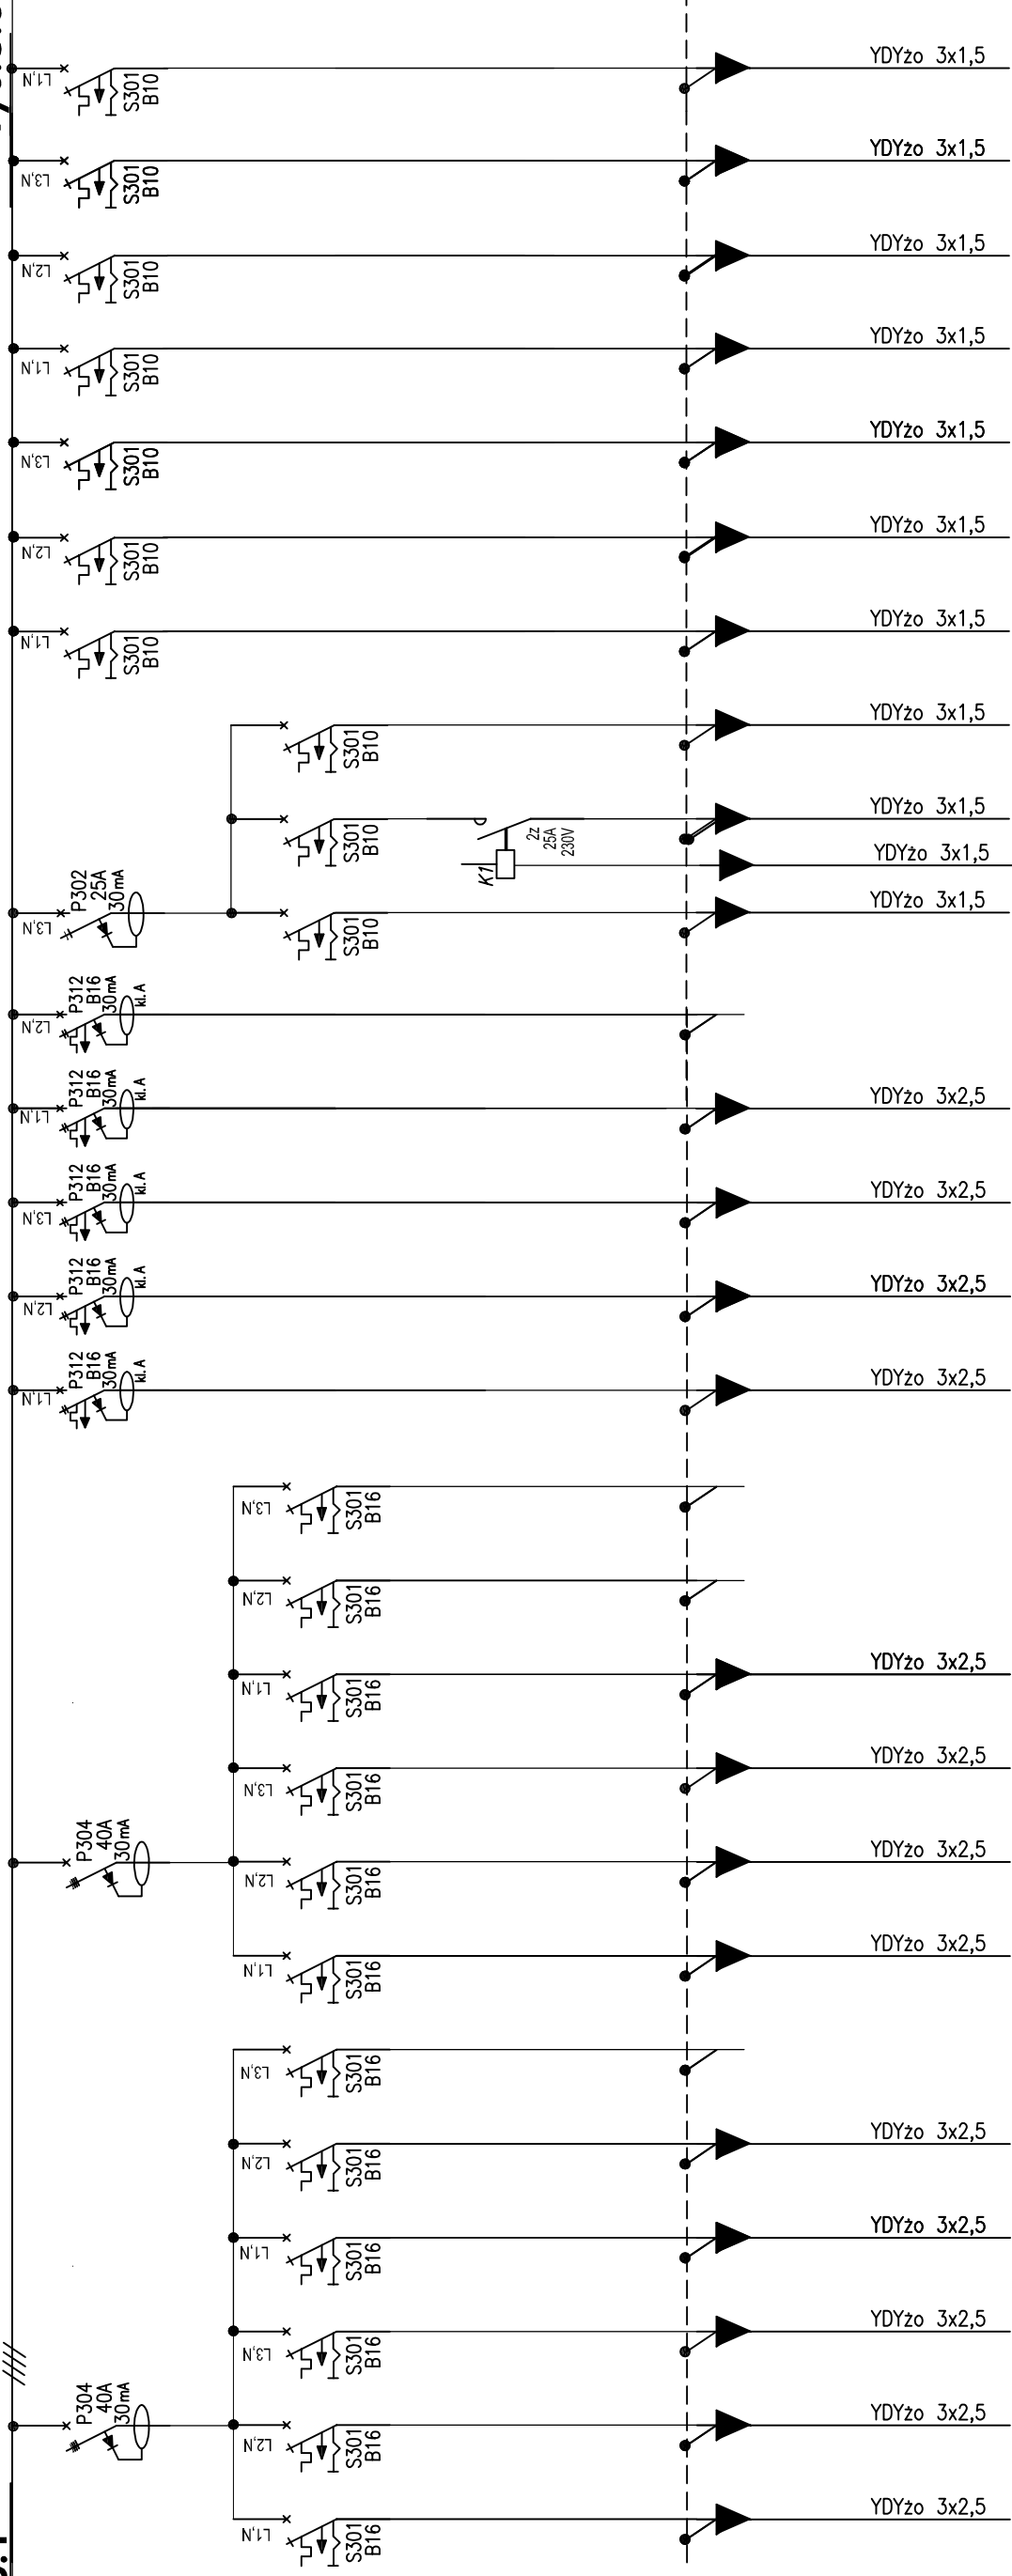 YDYżo 3x1,5
L1,N
S301
B10
YDYżo 3x1,5
L3,N
S301
B10
YDYżo 3x1,5
L2,N
S301
B10
YDYżo 3x1,5
L1,N
S301
B10
YDYżo 3x1,5
L3,N
S301
B10
YDYżo 3x1,5
L2,N
S301
B10
YDYżo 3x1,5
L1,N
S301
B10
YDYżo 3x1,5
S301
B10
YDYżo 3x1,5
S301
B10
2z
25A
230V
K1
YDYżo 3x1,5
P302
25A
30mA
L3,N
S301
B10
YDYżo 3x1,5
P312
B16
30mA
kl.A
L2,N
P312
B16
30mA
kl.A
L1,N
YDYżo 3x2,5
P312
B16
30mA
kl.A
L3,N
YDYżo 3x2,5
P312
B16
30mA
kl.A
L2,N
YDYżo 3x2,5
P312
B16
30mA
kl.A
L1,N
YDYżo 3x2,5
L3,N
S301
B16
L2,N
S301
B16
YDYżo 3x2,5
L1,N
S301
B16
YDYżo 3x2,5
L3,N
S301
B16
P304
40A
30mA
YDYżo 3x2,5
L2,N
S301
B16
YDYżo 3x2,5
L1,N
S301
B16
L3,N
S301
B16
YDYżo 3x2,5
L2,N
S301
B16
YDYżo 3x2,5
L1,N
S301
B16
YDYżo 3x2,5
L3,N
S301
B16
P304
40A
30mA
YDYżo 3x2,5
L2,N
S301
B16
YDYżo 3x2,5
L1,N
S301
B16